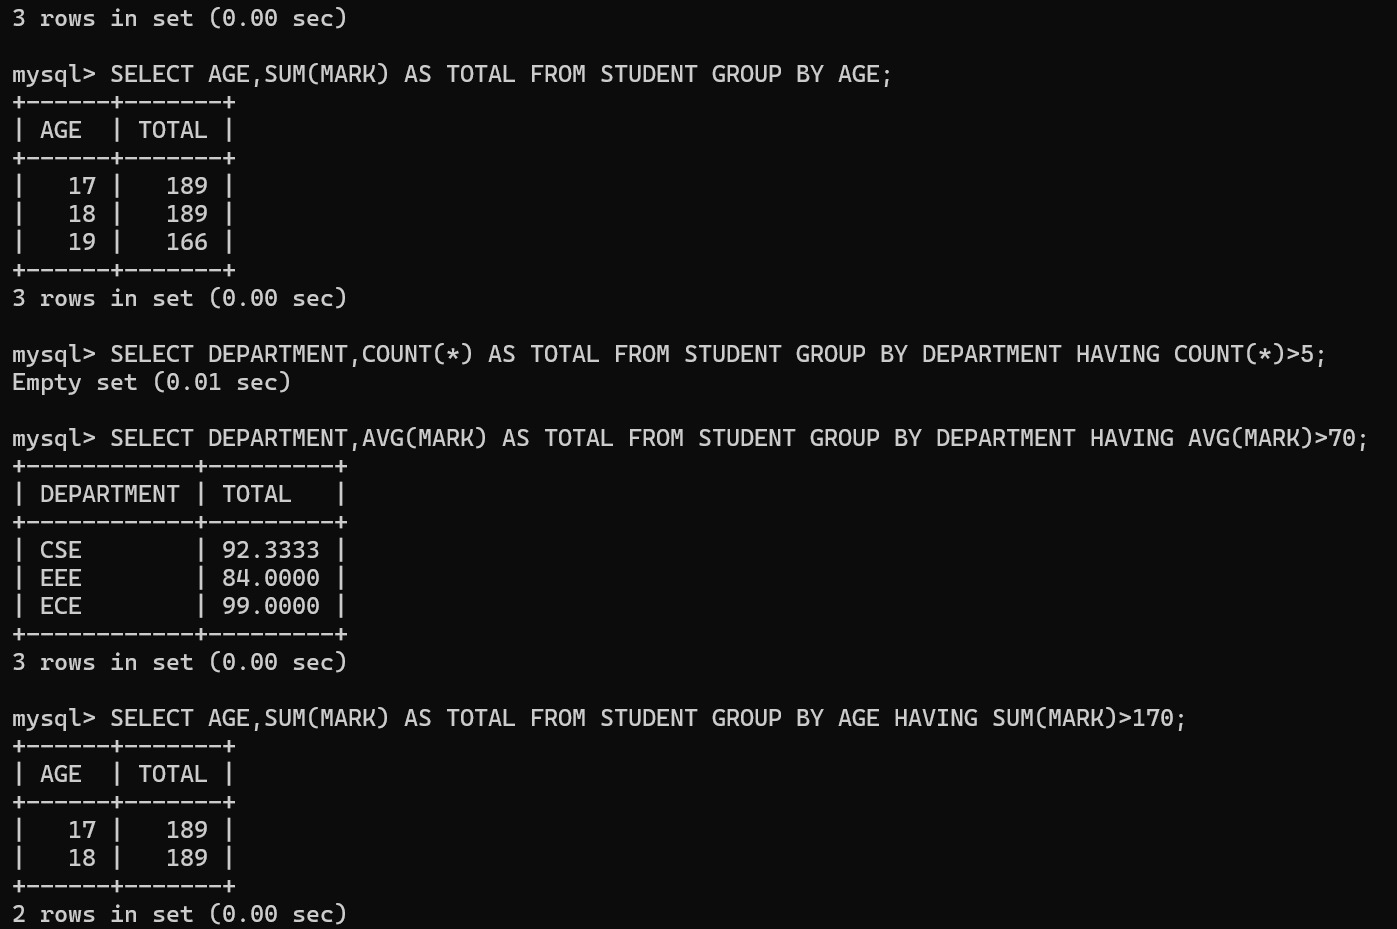 3 rows in set (0.00 sec)

mysql> SELECT AGE,SUM(MARK) AS TOTAL FROM STUDENT GROUP BY AGE;
+------+-------+
| AGE  | TOTAL |
+------+-------+
|   17 |   189 |
|   18 |   189 |
|   19 |   166 |
+------+-------+
3 rows in set (0.00 sec)

mysql> SELECT DEPARTMENT,COUNT(*) AS TOTAL FROM STUDENT GROUP BY DEPARTMENT HAVING COUNT(*)>5;
Empty set (0.01 sec)

mysql> SELECT DEPARTMENT,AVG(MARK) AS TOTAL FROM STUDENT GROUP BY DEPARTMENT HAVING AVG(MARK)>70;
+------------+---------+
| DEPARTMENT | TOTAL   |
+------------+---------+
| CSE        | 92.3333 |
| EEE        | 84.0000 |
| ECE        | 99.0000 |
+------------+---------+
3 rows in set (0.00 sec)

mysql> SELECT AGE,SUM(MARK) AS TOTAL FROM STUDENT GROUP BY AGE HAVING SUM(MARK)>170;
+------+-------+
| AGE  | TOTAL |
+------+-------+
|   17 |   189 |
|   18 |   189 |
+------+-------+
2 rows in set (0.00 sec)